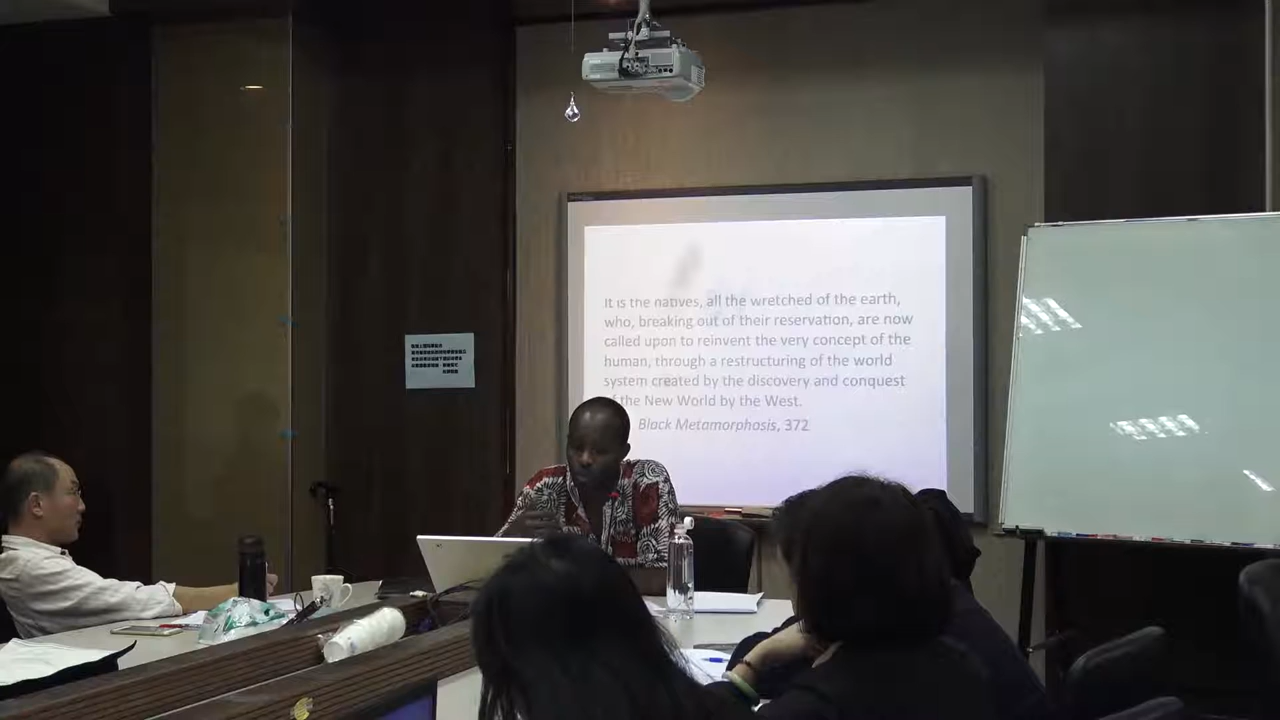 It is the natives, all the wretched of the earth,
who, breaking out of their reservation, are now
called upon to reinvent the very concept of the
human, through a restructuring of the world
system created by the discovery and conquest
of the New World by the West.
Black Metamorphosis, 372